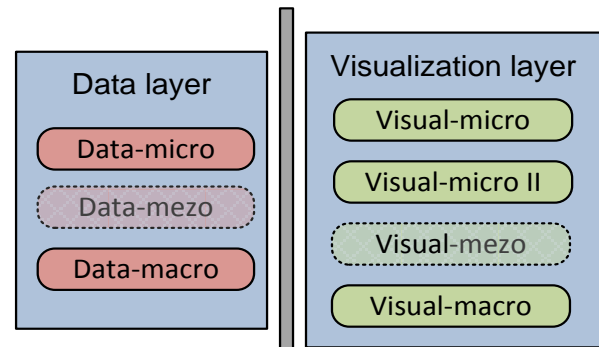 Data layer
Data-micro
Data-mezo
Data-macro
Visualization layer
Visual-micro
Visual-micro II
Visual-mezo
Visual-macro